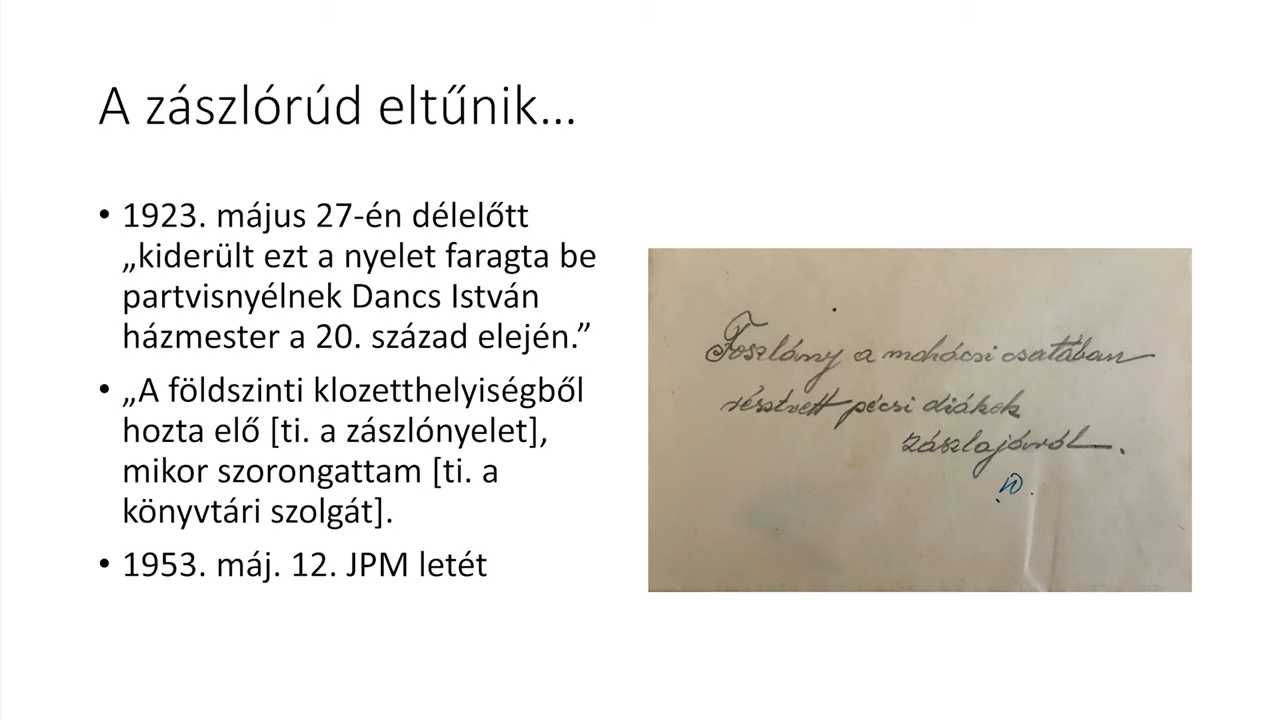 A zászlórúd eltűnik...
• 1923. május 27-én délelőtt
„kiderült ezt a nyelet faragta be
partvisnyélnek Dancs István
házmester a 20. század elején.”
• „A földszinti klozetthelyiségből
hozta elő [ti. a zászlónyelet],
mikor szorongattam [ti. a
könyvtári szolgát].
• 1953. máj. 12. JPM letét
Foszlány a mohácsi csatában
résztvett pécsi diákok
zászlajáról.